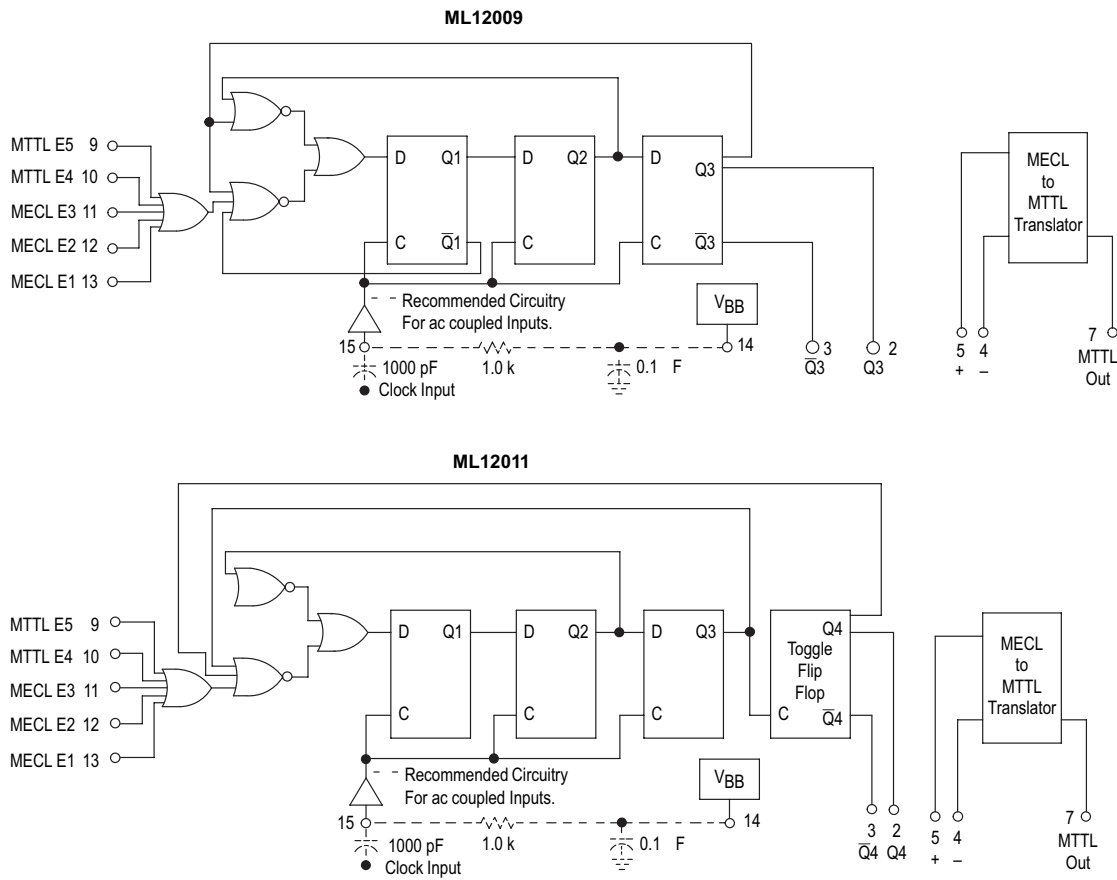 ML12009
MTTL E5 9
MTTL E4 10
MECL E3 11
MECL E2 12
MECL E1 13
D Q1
C Q̅1
D Q2
C
D Q3
C Q̅3
MECL
to
MTTL
Translator
Recommended Circuitry
For ac coupled Inputs.
VBB
15
1000 pF
1.0 k
0.1 F
14
Clock Input
3
Q̅3
2
Q3
5
+
4
–
7
MTTL
Out
ML12011
MTTL E5 9
MTTL E4 10
MECL E3 11
MECL E2 12
MECL E1 13
D Q1
C
D Q2
C
D Q3
C
Q4
Toggle
Flip
Flop
C Q̅4
MECL
to
MTTL
Translator
Recommended Circuitry
For ac coupled Inputs.
VBB
15
1000 pF
1.0 k
0.1 F
14
Clock Input
3
Q̅4
2
Q4
5
+
4
–
7
MTTL
Out